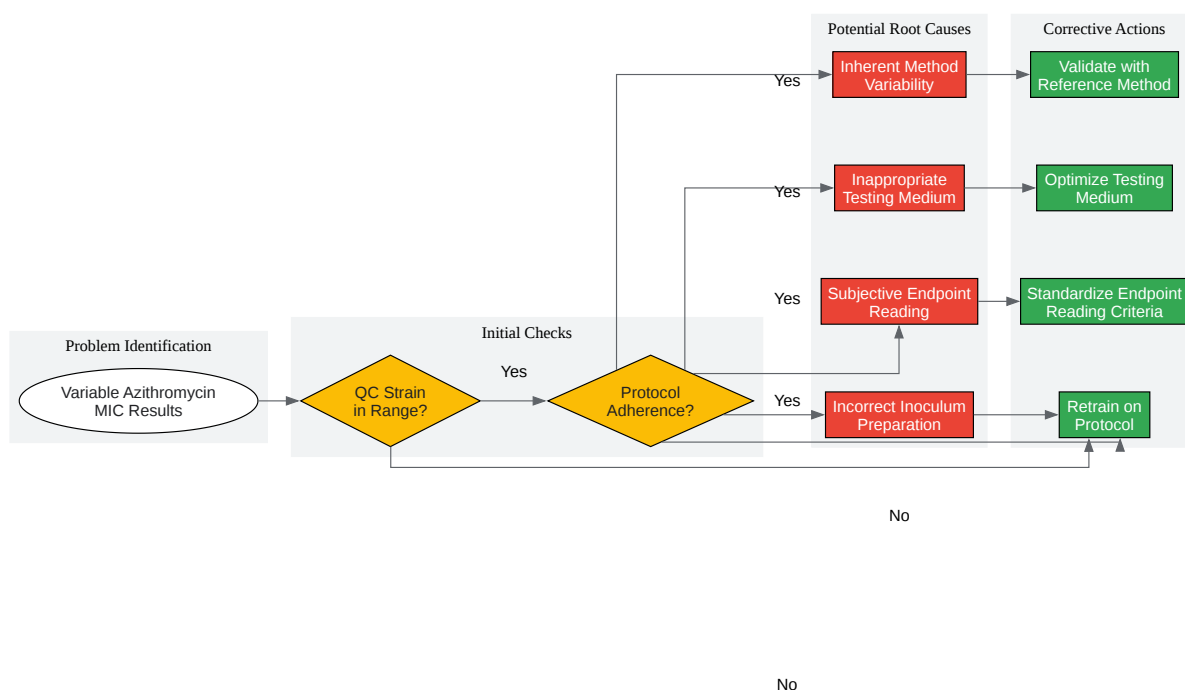 Potential Root Causes
Corrective Actions
Yes
Inherent Method
Variability
Validate with
Reference Method
Yes
Inappropriate
Testing Medium
Optimize Testing
Medium
Yes
Subjective Endpoint
Reading
Standardize Endpoint
Reading Criteria
Problem Identification
Variable Azithromycin
MIC Results
Initial Checks
QC Strain
in Range?
Yes
Protocol
Adherence?
Yes
Incorrect Inoculum
Preparation
Retrain on
Protocol
No
No